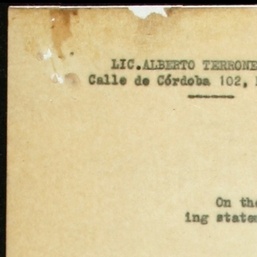 LIC.ALBERTO TERRONE
Calle de Córdoba 102,
On the
ing state